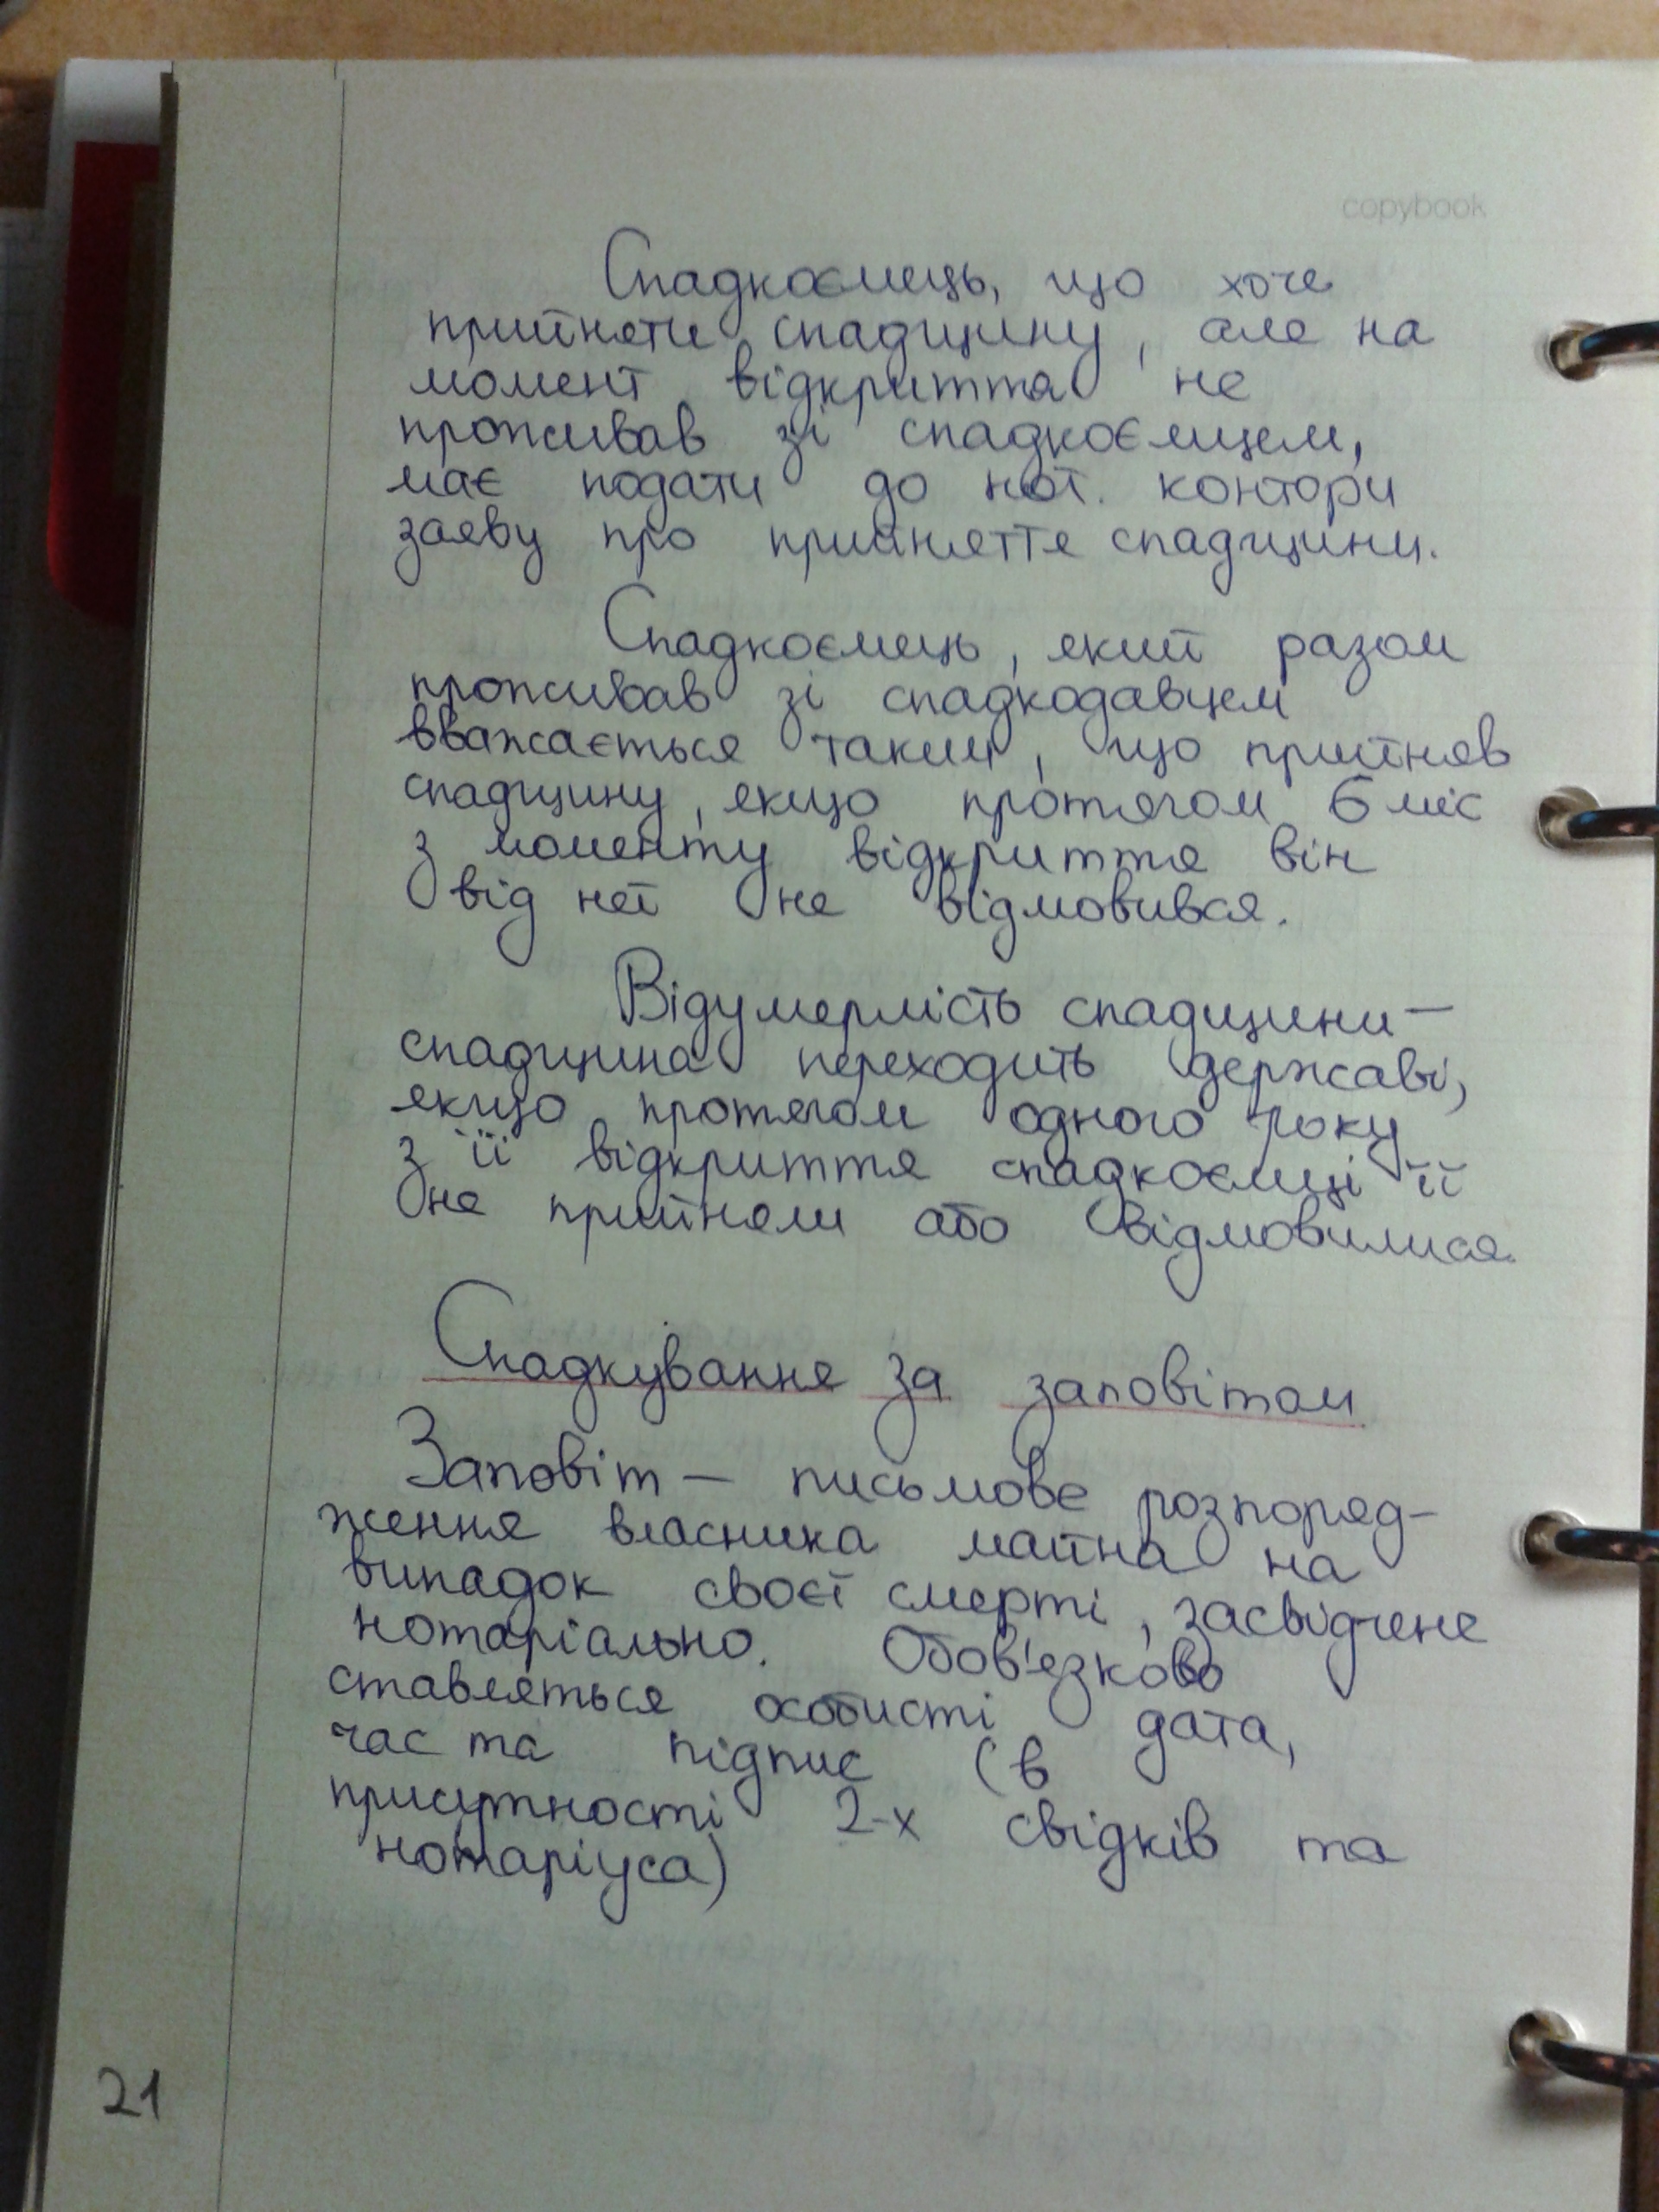 copybook
Спадкоємець, що хоче
прийняти спадщину, але на
момент відкриття не
проживав зі спадкоємцем,
має подати до нот. контори
заяву про прийняття спадщини.
Спадкоємець, який разом
проживав зі спадкодавцем
вважається таким, що прийняв
спадщину, якщо протягом 6 міс
з моменту відкриття він
від неї не відмовився.
Відумерлість спадщини –
спадщина переходить державі,
якщо протягом одного року
з її відкриття спадкоємці її
не прийняли або відмовилися.
Спадкування за заповітом
Заповіт – письмове розпоряд-
ження власника майна на
випадок своєї смерті, засвідчене
нотаріально. Обов'язково
ставляться особисті дата,
час та підпис (в
присутності 2-х свідків та
нотаріуса)
21